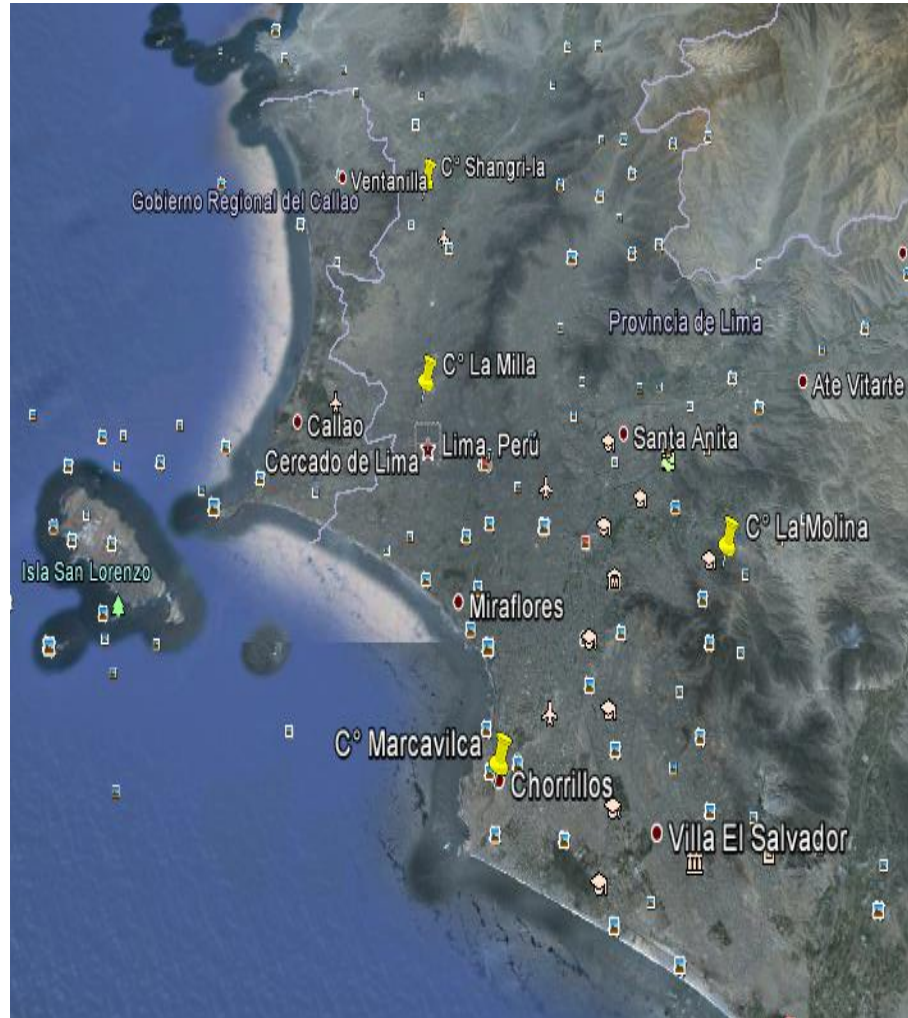 C° Shangri-la
Ventanilla
Gobierno Regional del Callao
Provincia de Lima
C° La Milla
Ate Vitarte
Callao
Santa Anita
Lima, Perú
Cercado de Lima
C° La Molina
Isla San Lorenzo
Miraflores
C° Marcavilca
Chorrillos
Villa El Salvador